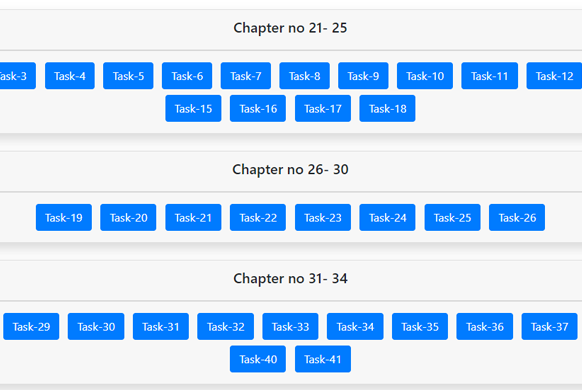 Chapter no 21- 25
Task-3 Task-4 Task-5 Task-6 Task-7 Task-8 Task-9 Task-10 Task-11 Task-12
Task-15 Task-16 Task-17 Task-18
Chapter no 26- 30
Task-19 Task-20 Task-21 Task-22 Task-23 Task-24 Task-25 Task-26
Chapter no 31- 34
Task-29 Task-30 Task-31 Task-32 Task-33 Task-34 Task-35 Task-36 Task-37
Task-40 Task-41